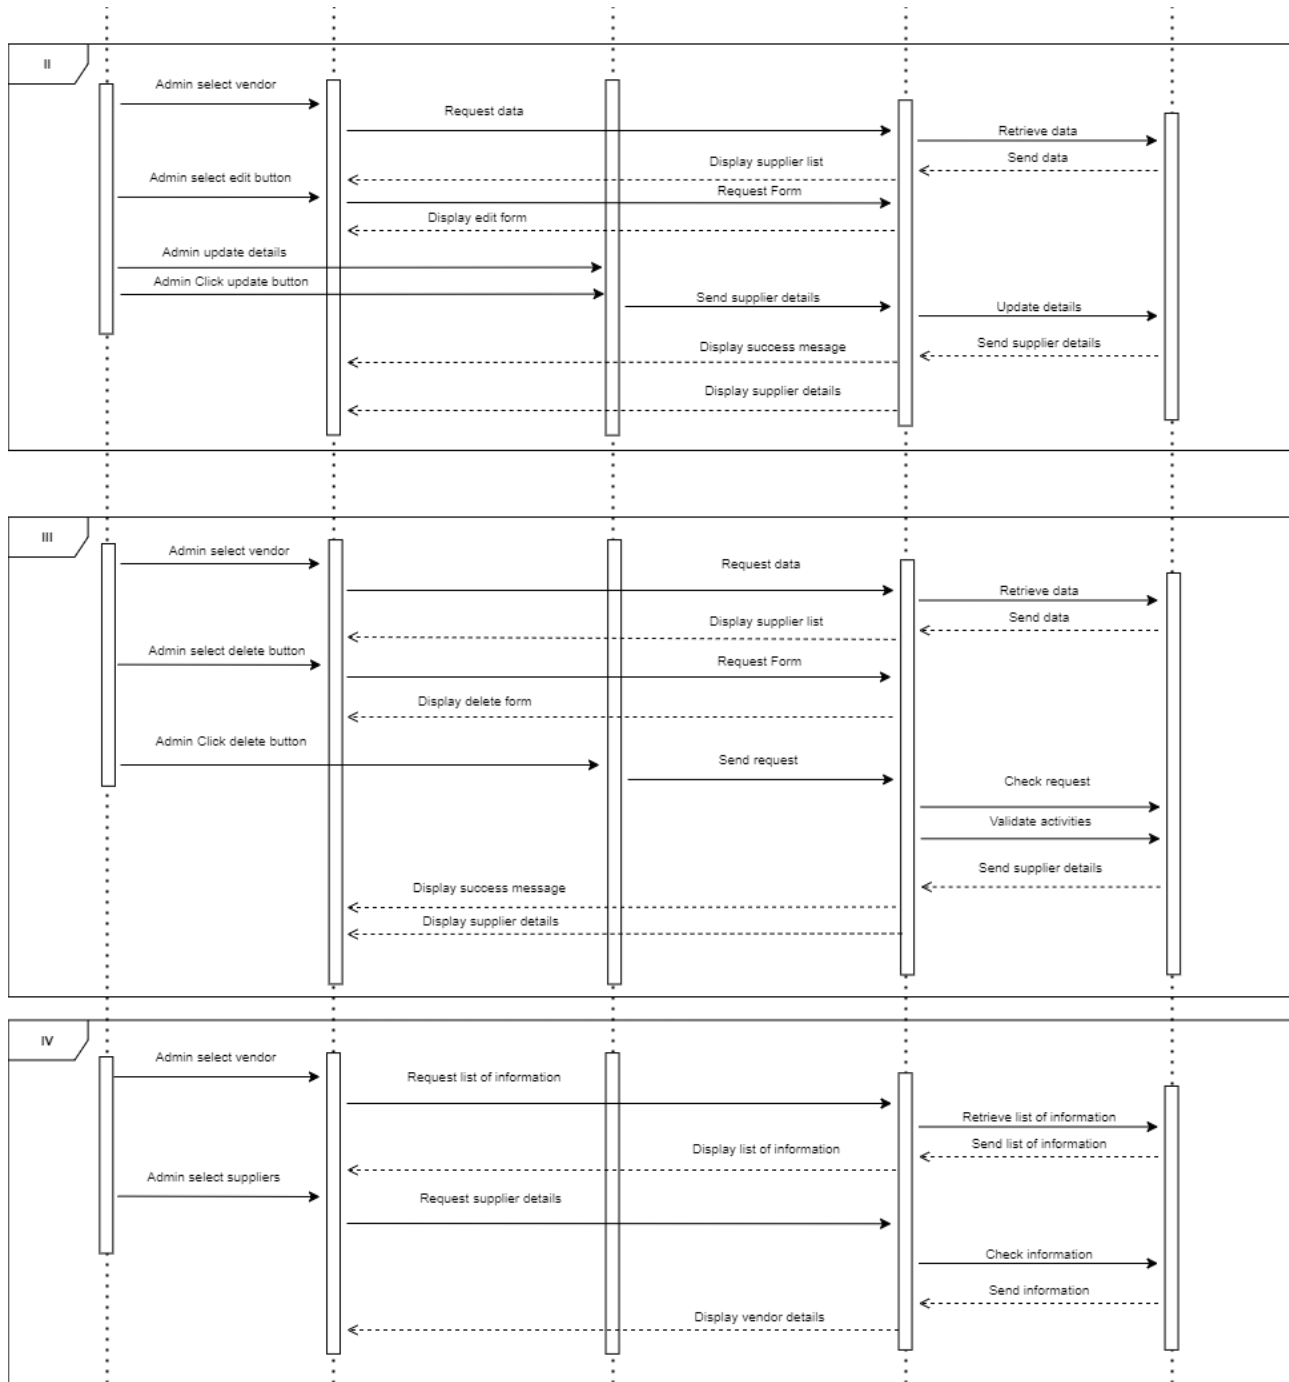 II
Admin select vendor
Request data
Retrieve data
Send data
Display supplier list
Admin select edit button
Request Form
Display edit form
Admin update details
Admin Click update button
Send supplier details
Update details
Send supplier details
Display success mesage
Display supplier details
III
Admin select vendor
Request data
Retrieve data
Send data
Display supplier list
Admin select delete button
Request Form
Display delete form
Admin Click delete button
Send request
Check request
Validate activities
Send supplier details
Display success message
Display supplier details
IV
Admin select vendor
Request list of information
Retrieve list of information
Send list of information
Display list of information
Admin select suppliers
Request supplier details
Check information
Send information
Display vendor details